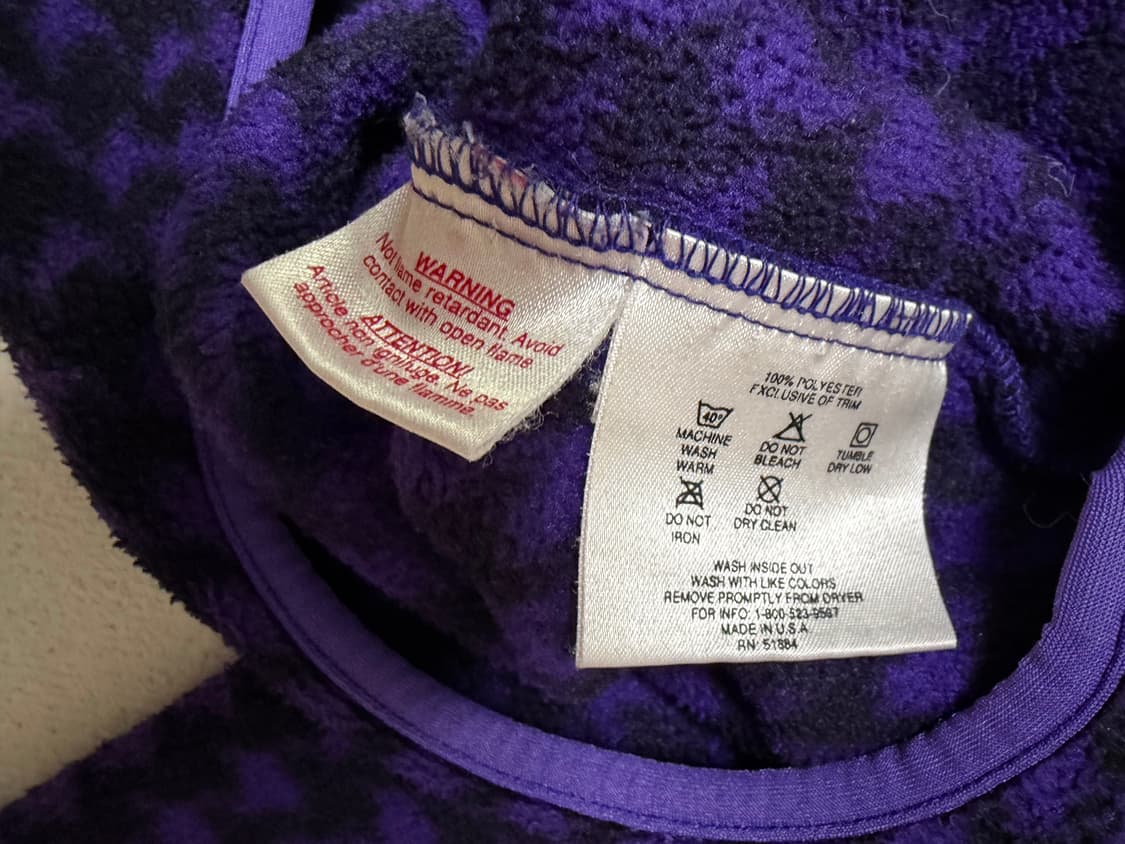 WARNING
Not flame retardant. Avoid
contact with open flame
ATTENTION!
Article non ignifuge. Ne pas
approcher d'une flamme.
100% POLYESTER
EXCLUSIVE OF TRIM
40°
MACHINE
WASH
WARM
DO NOT
BLEACH
TUMBLE
DRY LOW
DO NOT
IRON
DO NOT
DRY CLEAN
WASH INSIDE OUT
WASH WITH LIKE COLORS
REMOVE PROMPTLY FROM DRYER
FOR INFO: 1-800-523-9567
MADE IN U.S.A
RN: 51884